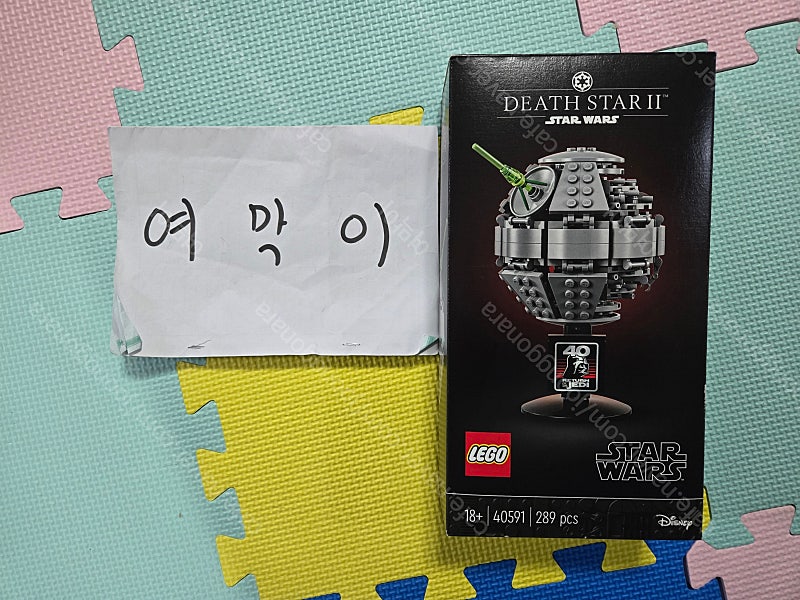 여막이
DEATH STAR II™
STAR WARS
40
RETURN
OF THE
JEDI
LEGO
STAR
WARS
18+ | 40591 | 289 pcs
Disney